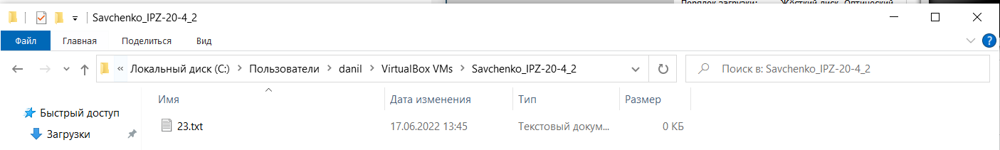 Порядок загрузки: Жёсткий диск, Оптический
Savchenko_IPZ-20-4_2
Файл Главная Поделиться Вид
« Локальный диск (C:) Пользователи danil VirtualBox VMs Savchenko_IPZ-20-4_2 Поиск в: Savchenko_IPZ-20-4_2
Имя Дата изменения Тип Размер
Быстрый доступ
23.txt 17.06.2022 13:45 Текстовый докум... 0 КБ
Загрузки